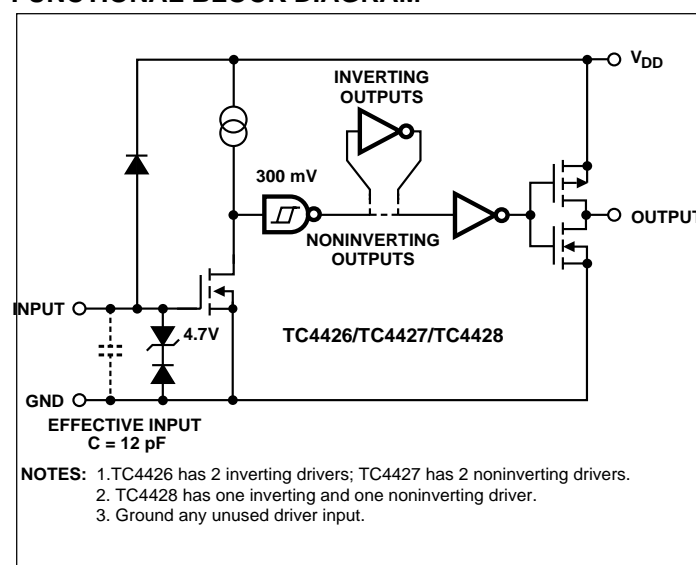 FUNCTIONAL BLOCK DIAGRAM
VDD
INVERTING
OUTPUTS
300 mV
OUTPUT
NONINVERTING
OUTPUTS
INPUT
4.7V
TC4426/TC4427/TC4428
GND
EFFECTIVE INPUT
C = 12 pF
NOTES: 1.TC4426 has 2 inverting drivers; TC4427 has 2 noninverting drivers.
2. TC4428 has one inverting and one noninverting driver.
3. Ground any unused driver input.